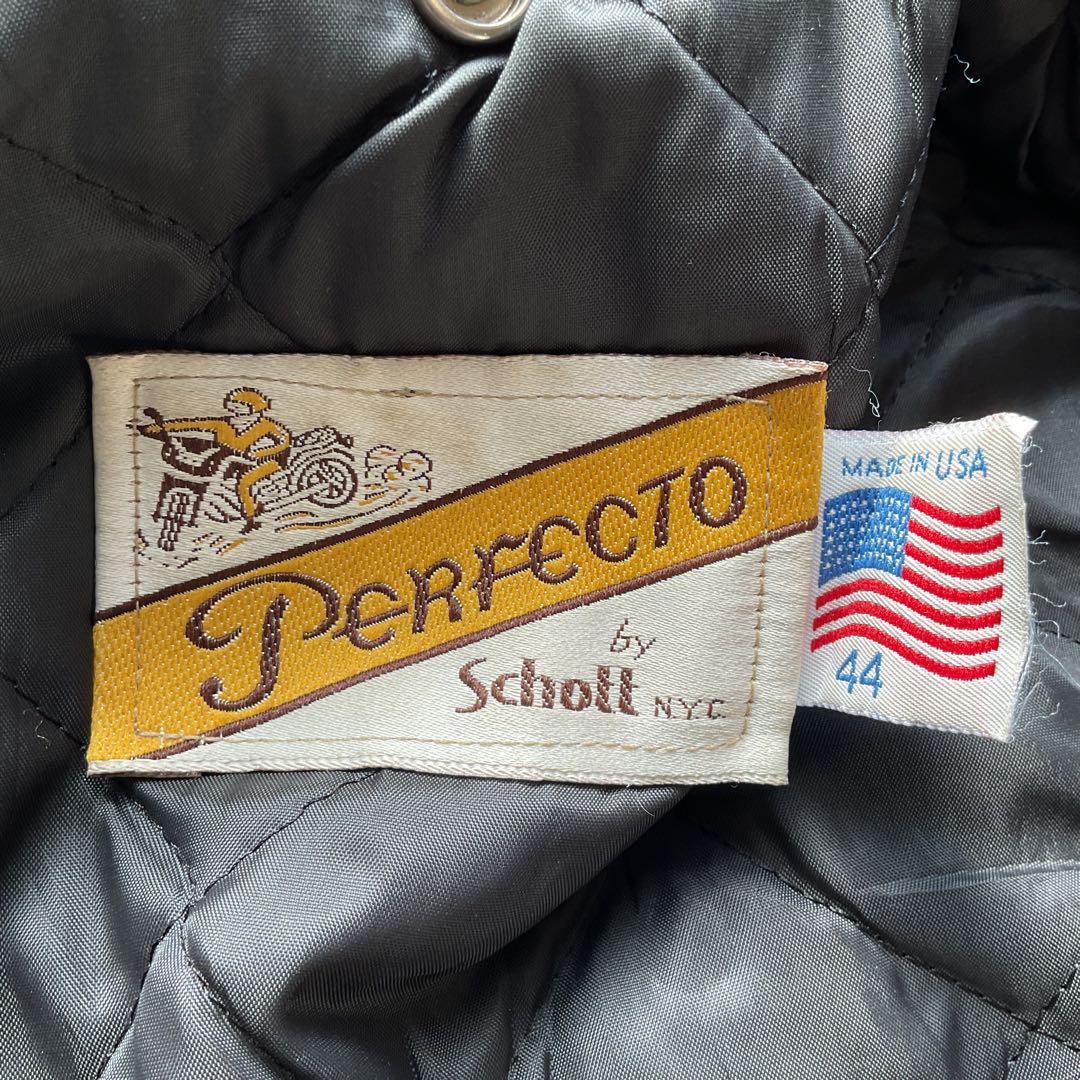 PERFECTO
by
Schott N.Y.C.
MADE IN USA
44